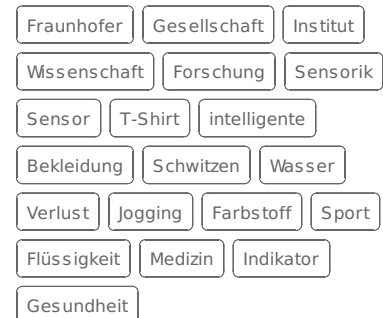 Fraunhofer Gesellschaft Institut
Wissenschaft Forschung Sensorik
Sensor T-Shirt intelligente
Bekleidung Schwitzen Wasser
Verlust Jogging Farbstoff Sport
Flüssigkeit Medizin Indikator
Gesundheit